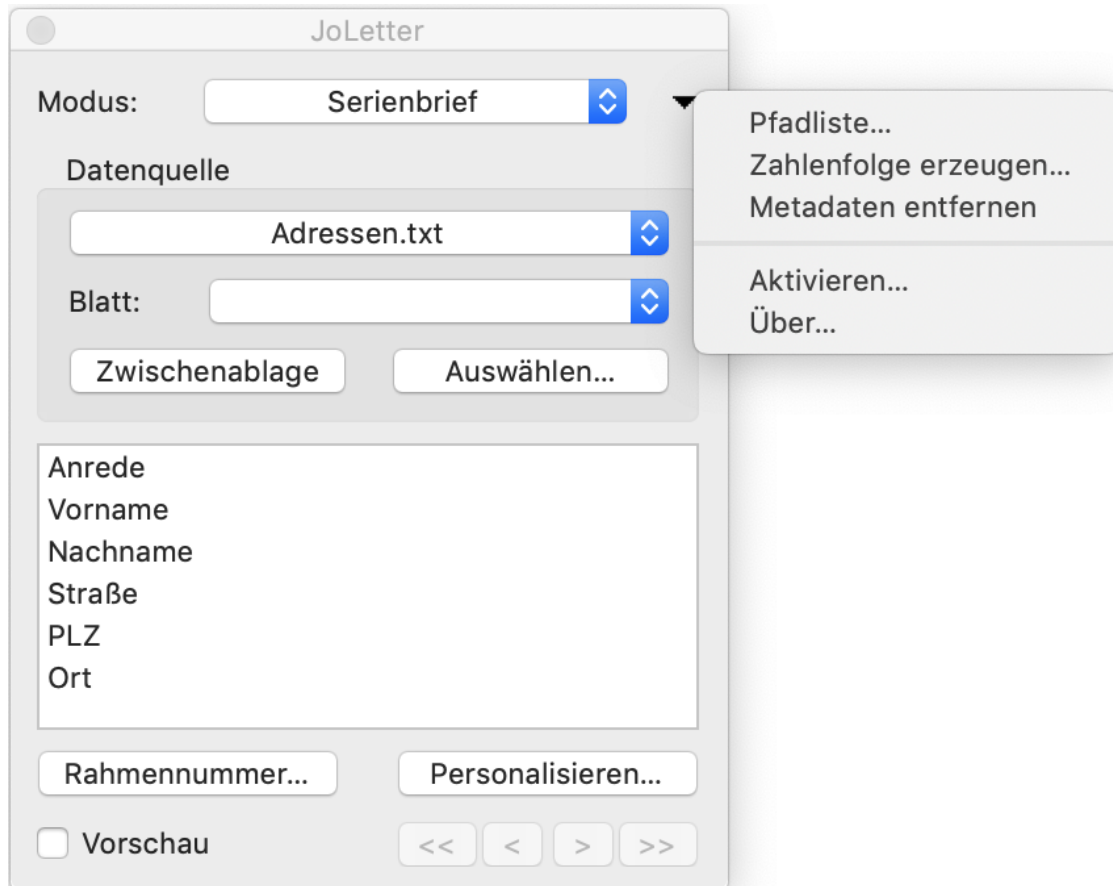 JoLetter
Modus: Serienbrief
Datenquelle
Adressen.txt
Blatt:
Zwischenablage Auswählen...
Anrede
Vorname
Nachname
Straße
PLZ
Ort
Rahmennummer... Personalisieren...
Vorschau << < > >>
Pfadliste...
Zahlenfolge erzeugen...
Metadaten entfernen
Aktivieren...
Über...